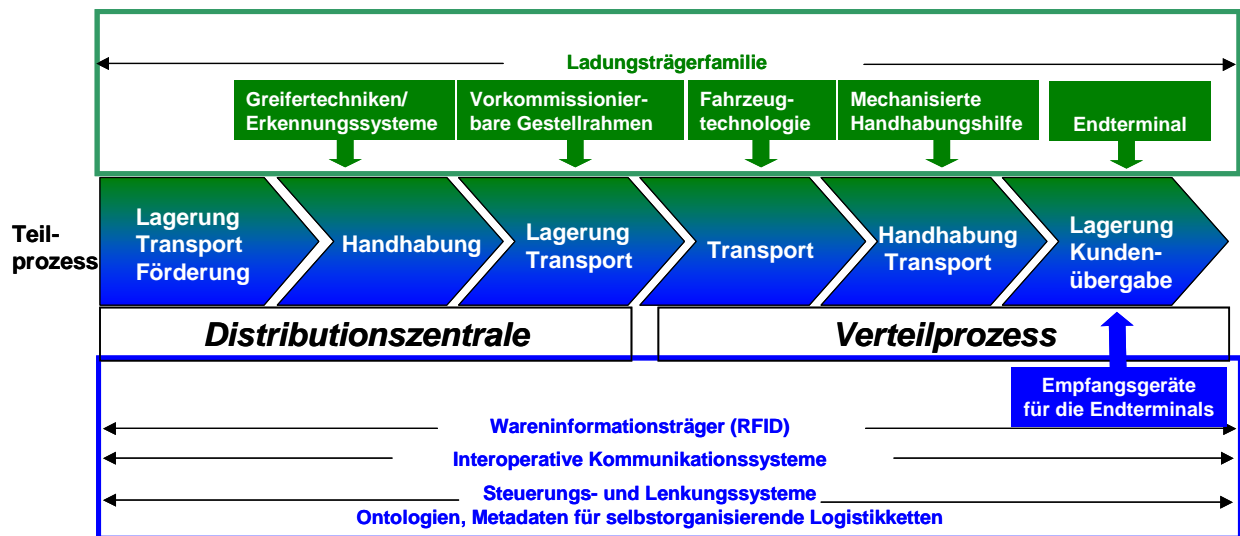 Ladungsträgerfamilie
Greifertechniken/
Erkennungssysteme
Vorkommissionier-
bare Gestellrahmen
Fahrzeug-
technologie
Mechanisierte
Handhabungshilfe
Endterminal
Teil-
prozess
Lagerung
Transport
Förderung
Handhabung
Lagerung
Transport
Transport
Handhabung
Transport
Lagerung
Kunden-
übergabe
Distributionszentrale
Verteilprozess
Empfangsgeräte
für die Endterminals
Wareninformationsträger (RFID)
Interoperative Kommunikationssysteme
Steuerungs- und Lenkungssysteme
Ontologien, Metadaten für selbstorganisierende Logistikketten